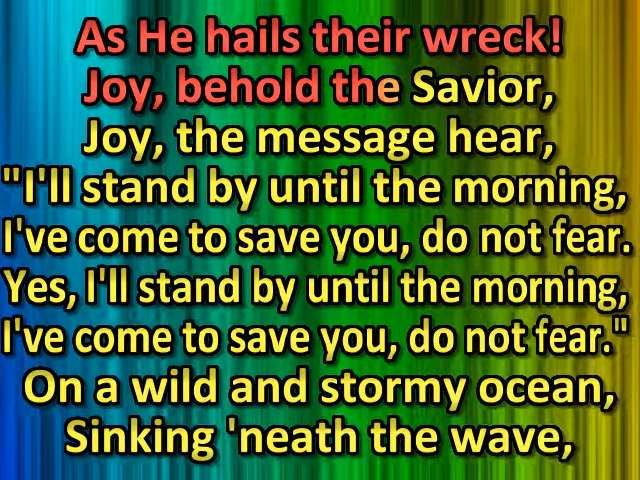 As He hails their wreck!
Joy, behold the Savior,
Joy, the message hear,
"I'll stand by until the morning,
I've come to save you, do not fear.
Yes, I'll stand by until the morning,
I've come to save you, do not fear."
On a wild and stormy ocean,
Sinking 'neath the wave,